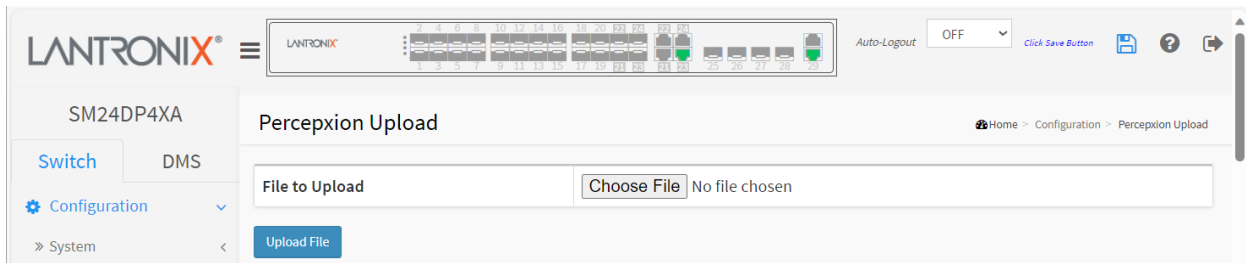 LANTRONIX®
LANTRONIX
2 4 6 8 10 12 14 16 18 20 22 24 22 24
1 3 5 7 9 11 13 15 17 19 21 23 21 23 25 26 27 28 29
Auto-Logout OFF Click Save Button
SM24DP4XA
Percepxion Upload
Home > Configuration > Percepxion Upload
Switch DMS
File to Upload Choose File No file chosen
Configuration
» System
Upload File